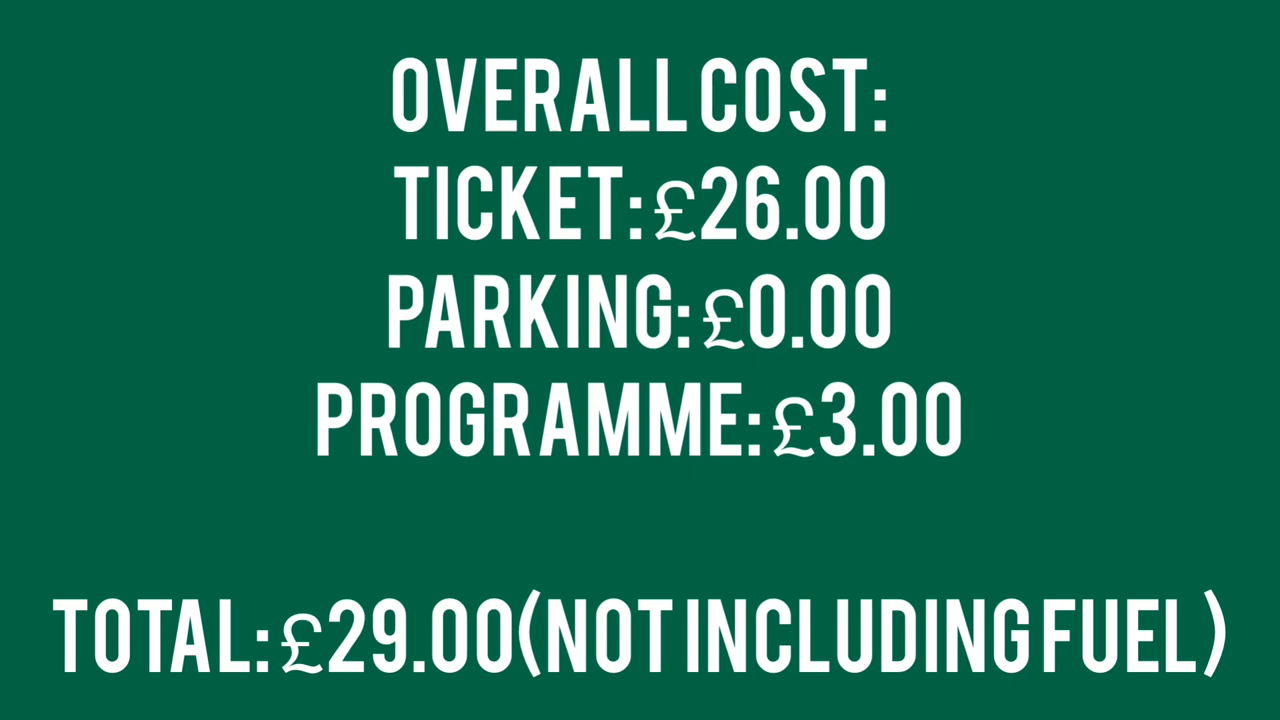 OVERALL COST:
TICKET: £26.00
PARKING: £0.00
PROGRAMME: £3.00
TOTAL: £29.00(NOT INCLUDING FUEL)